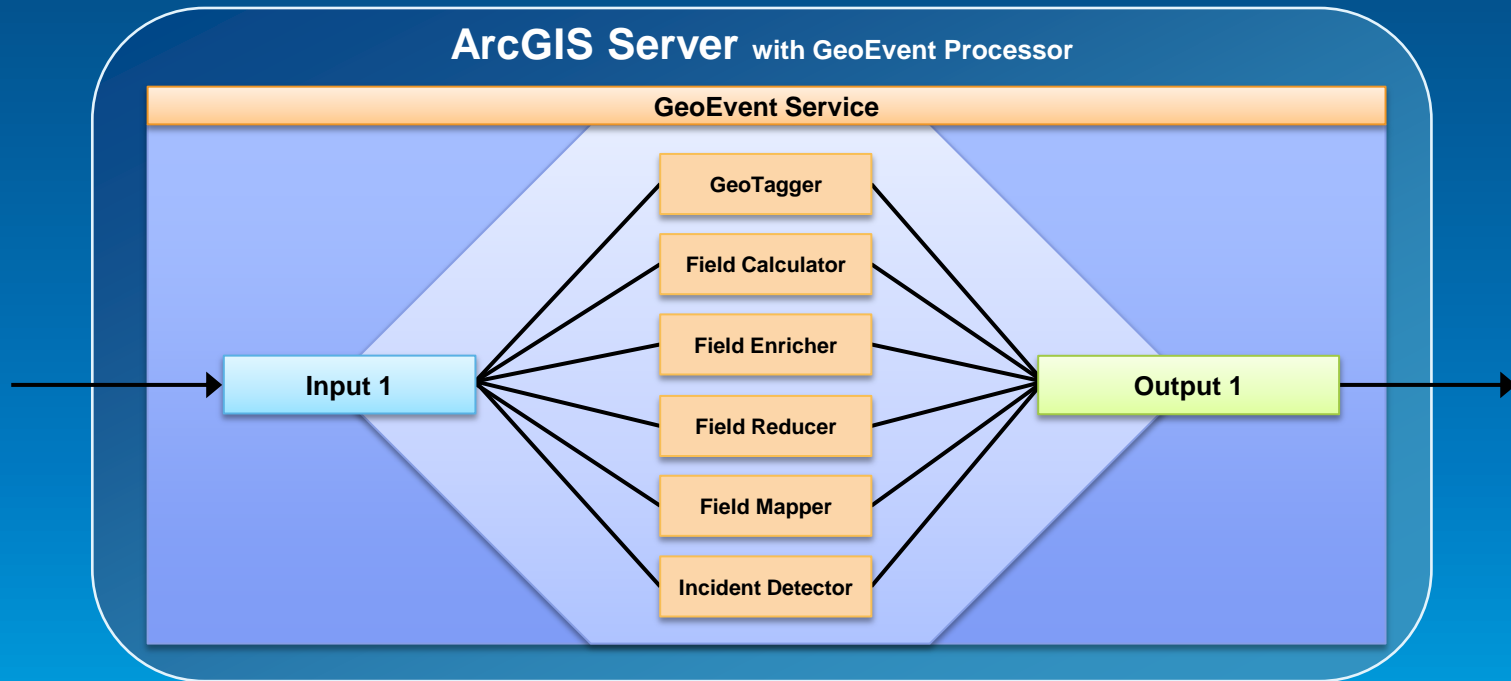 ArcGIS Server with GeoEvent Processor
GeoEvent Service
GeoTagger
Field Calculator
Field Enricher
Input 1
Output 1
Field Reducer
Field Mapper
Incident Detector